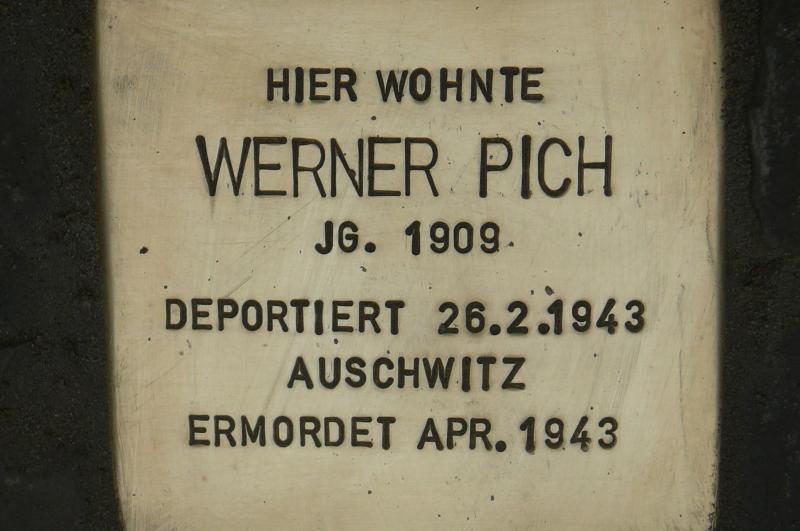 HIER WOHNTE
WERNER PICH
JG. 1909
DEPORTIERT 26.2.1943
AUSCHWITZ
ERMORDET APR. 1943